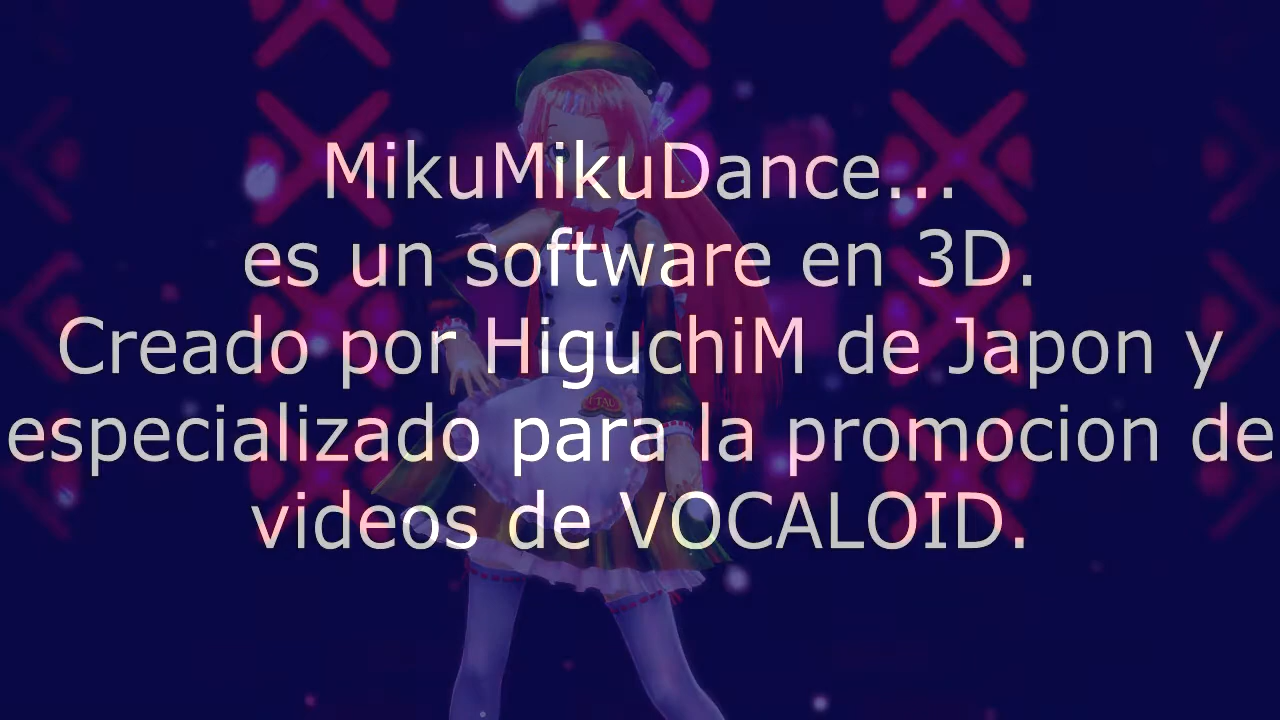 MikuMikuDance...
es un software en 3D.
Creado por HiguchiM de Japon y
especializado para la promocion de
videos de VOCALOID.